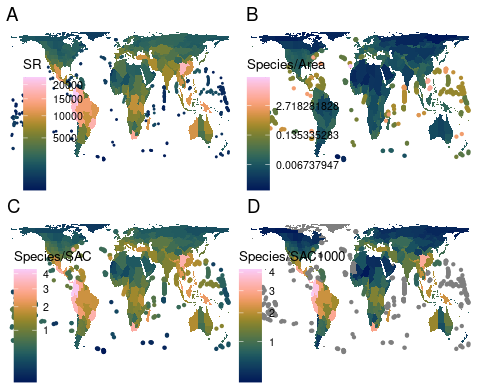 A
SR
20000
15000
10000
5000
B
Species/Area
2.718281828
0.135335283
0.006737947
C
Species/SAC
4
3
2
1
D
Species/SAC1000
4
3
2
1